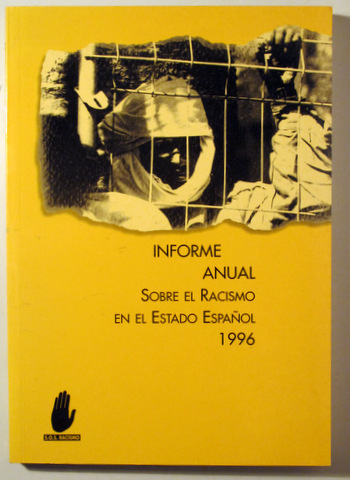 INFORME
ANUAL
SOBRE EL RACISMO
EN EL ESTADO ESPAÑOL
1996
S.O.S. RACISMO